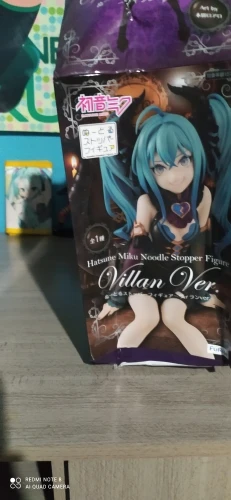 Art by
初音ミク
ぬーどる
ストッパー
フィギュア
全1種
Hatsune Miku Noodle Stopper Figure
Villan Ver.
REDMI NOTE 8
AI QUAD CAMERA